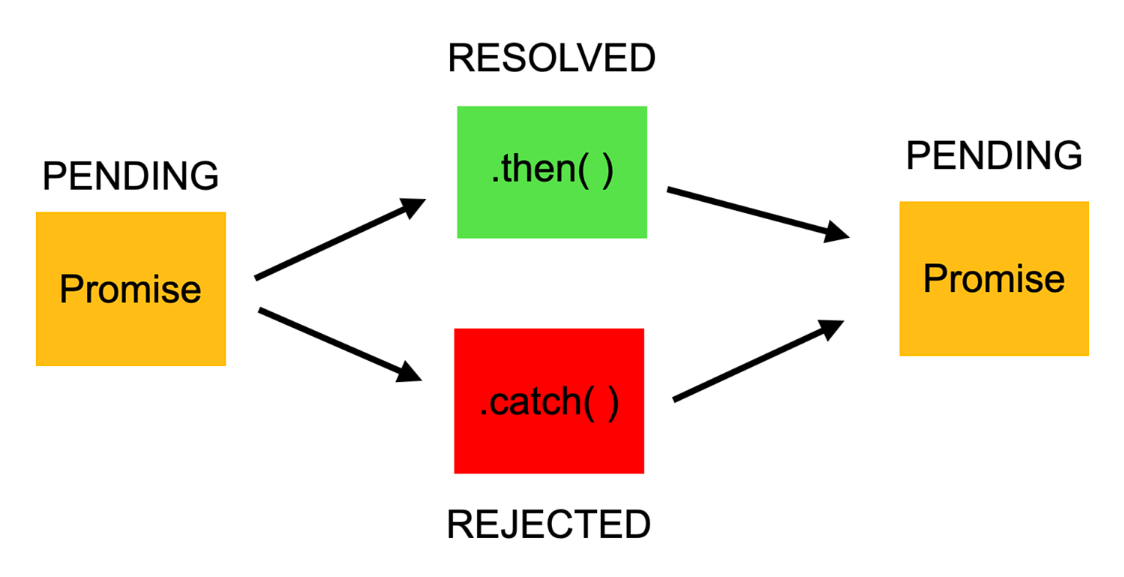 PENDING
Promise
RESOLVED
.then( )
.catch( )
REJECTED
PENDING
Promise